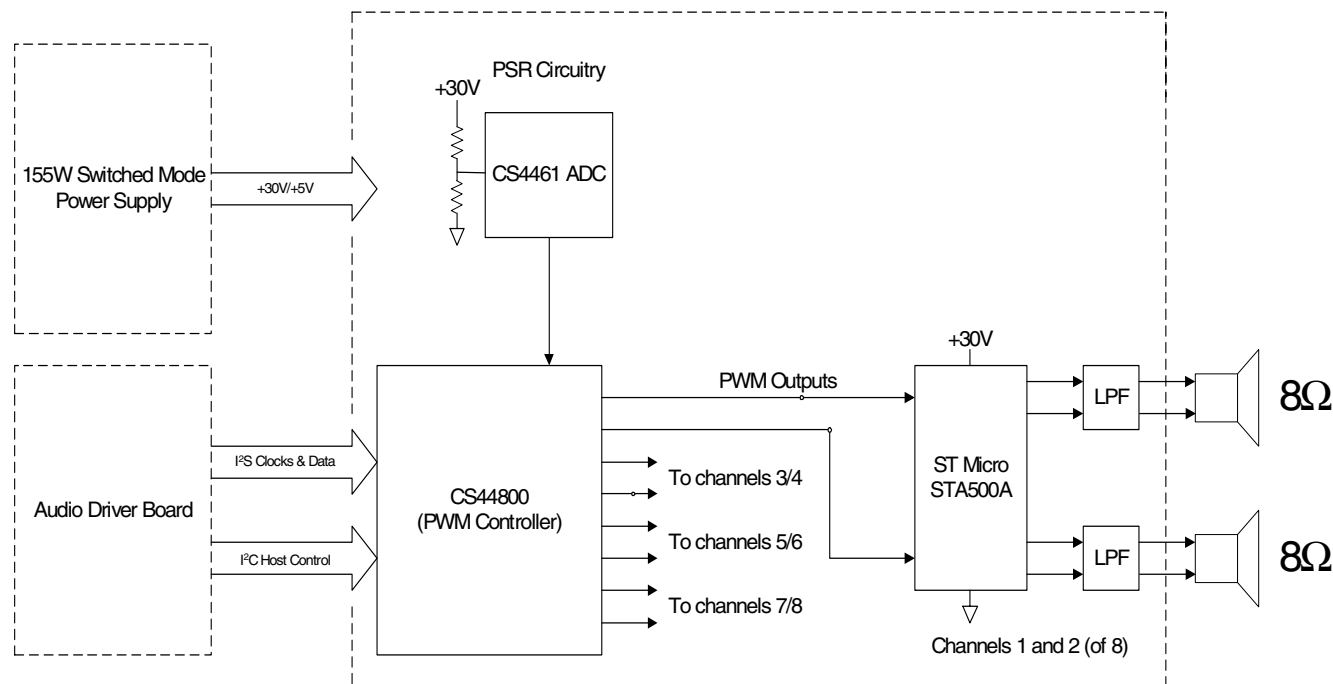 PSR Circuitry
+30V
CS4461 ADC
155W Switched Mode
Power Supply
+30V/+5V
+30V
PWM Outputs
LPF
8Ω
I²S Clocks & Data
To channels 3/4
ST Micro
STA500A
CS44800
(PWM Controller)
Audio Driver Board
To channels 5/6
I²C Host Control
LPF
8Ω
To channels 7/8
Channels 1 and 2 (of 8)